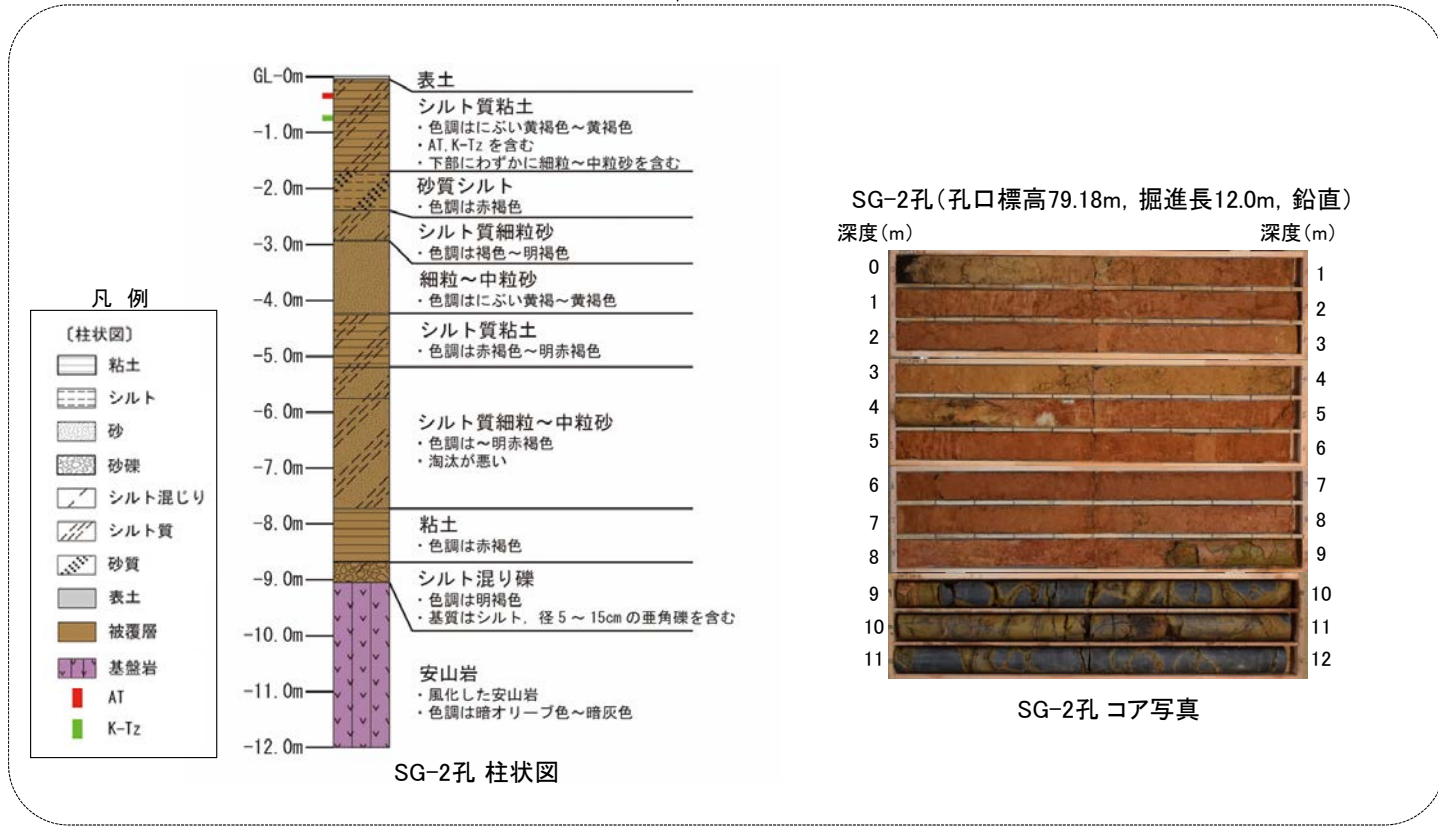 GL-0m
-1.0m
-2.0m
-3.0m
-4.0m
-5.0m
-6.0m
-7.0m
-8.0m
-9.0m
-10.0m
-11.0m
-12.0m
表土
シルト質粘土
・色調はにぶい黄褐色～黄褐色
・AT,K-Tz を含む
・下部にわずかに細粒～中粒砂を含む
砂質シルト
・色調は赤褐色
シルト質細粒砂
・色調は褐色～明褐色
細粒～中粒砂
・色調はにぶい黄褐～黄褐色
シルト質粘土
・色調は赤褐色～明赤褐色
シルト質細粒～中粒砂
・色調は～明赤褐色
・淘汰が悪い
粘土
・色調は赤褐色
シルト混り礫
・色調は明褐色
・基質はシルト，径 5 ～ 15cm の亜角礫を含む
安山岩
・風化した安山岩
・色調は暗オリーブ色～暗灰色
SG-2孔 柱状図
凡 例
〔柱状図〕
粘土
シルト
砂
砂礫
シルト混じり
シルト質
砂質
表土
被覆層
基盤岩
AT
K-Tz
SG-2孔(孔口標高79.18m, 掘進長12.0m, 鉛直)
深度(m) 深度(m)
0 1
1 2
2 3
3 4
4 5
5 6
6 7
7 8
8 9
9 10
10 11
11 12
SG-2孔 コア写真